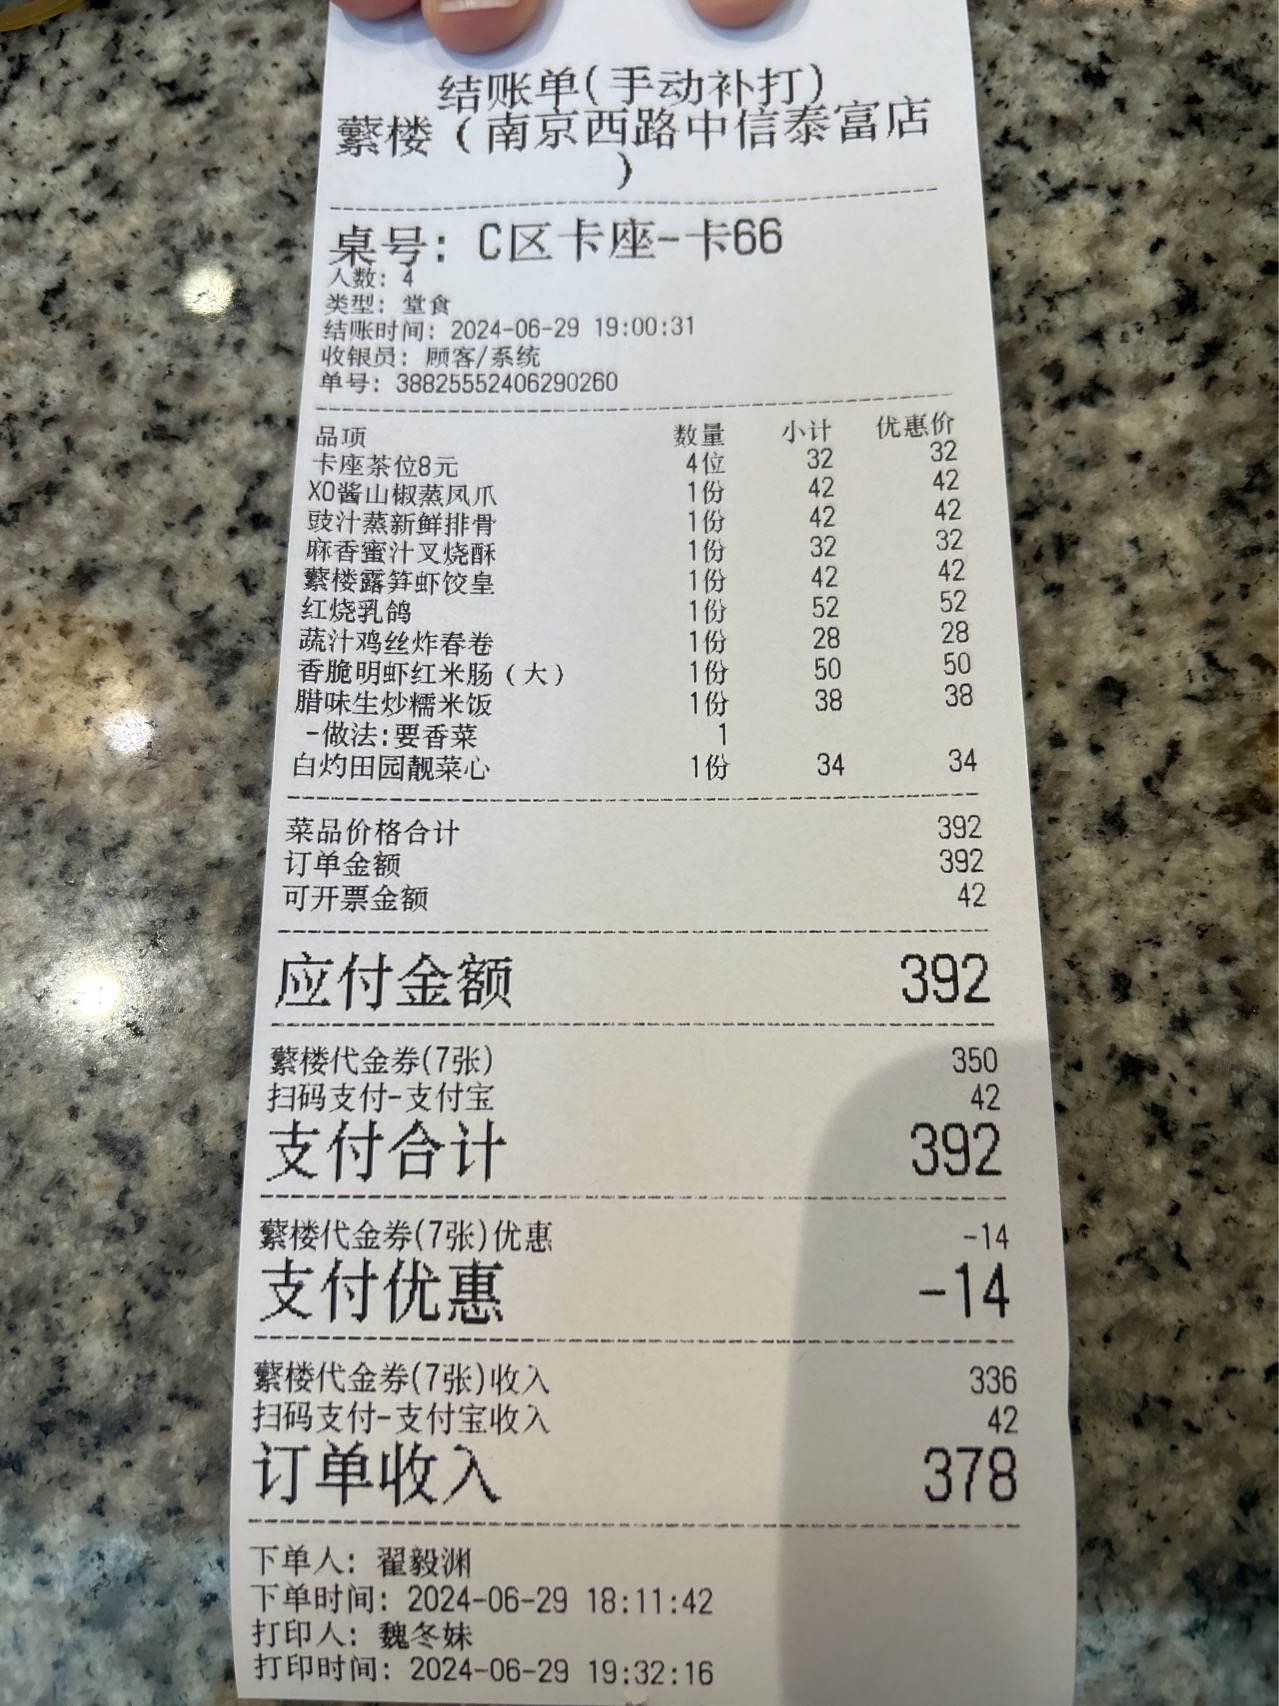 结账单(手动补打)
蘩楼（南京西路中信泰富店
）
桌号: C区卡座-卡66
人数: 4
类型: 堂食
结账时间: 2024-06-29 19:00:31
收银员: 顾客/系统
单号: 38825552406290260
品项 数量 小计 优惠价
卡座茶位8元 4位 32 32
XO酱山椒蒸凤爪 1份 42 42
豉汁蒸新鲜排骨 1份 42 42
麻香蜜汁叉烧酥 1份 32 32
蘩楼露笋虾饺皇 1份 42 42
红烧乳鸽 1份 52 52
蔬汁鸡丝炸春卷 1份 28 28
香脆明虾红米肠（大） 1份 50 50
腊味生炒糯米饭 1份 38 38
-做法:要香菜 1
白灼田园靓菜心 1份 34 34
菜品价格合计 392
订单金额 392
可开票金额 42
应付金额 392
蘩楼代金券(7张) 350
扫码支付-支付宝 42
支付合计 392
蘩楼代金券(7张)优惠 -14
支付优惠 -14
蘩楼代金券(7张)收入 336
扫码支付-支付宝收入 42
订单收入 378
下单人: 翟毅渊
下单时间: 2024-06-29 18:11:42
打印人: 魏冬妹
打印时间: 2024-06-29 19:32:16